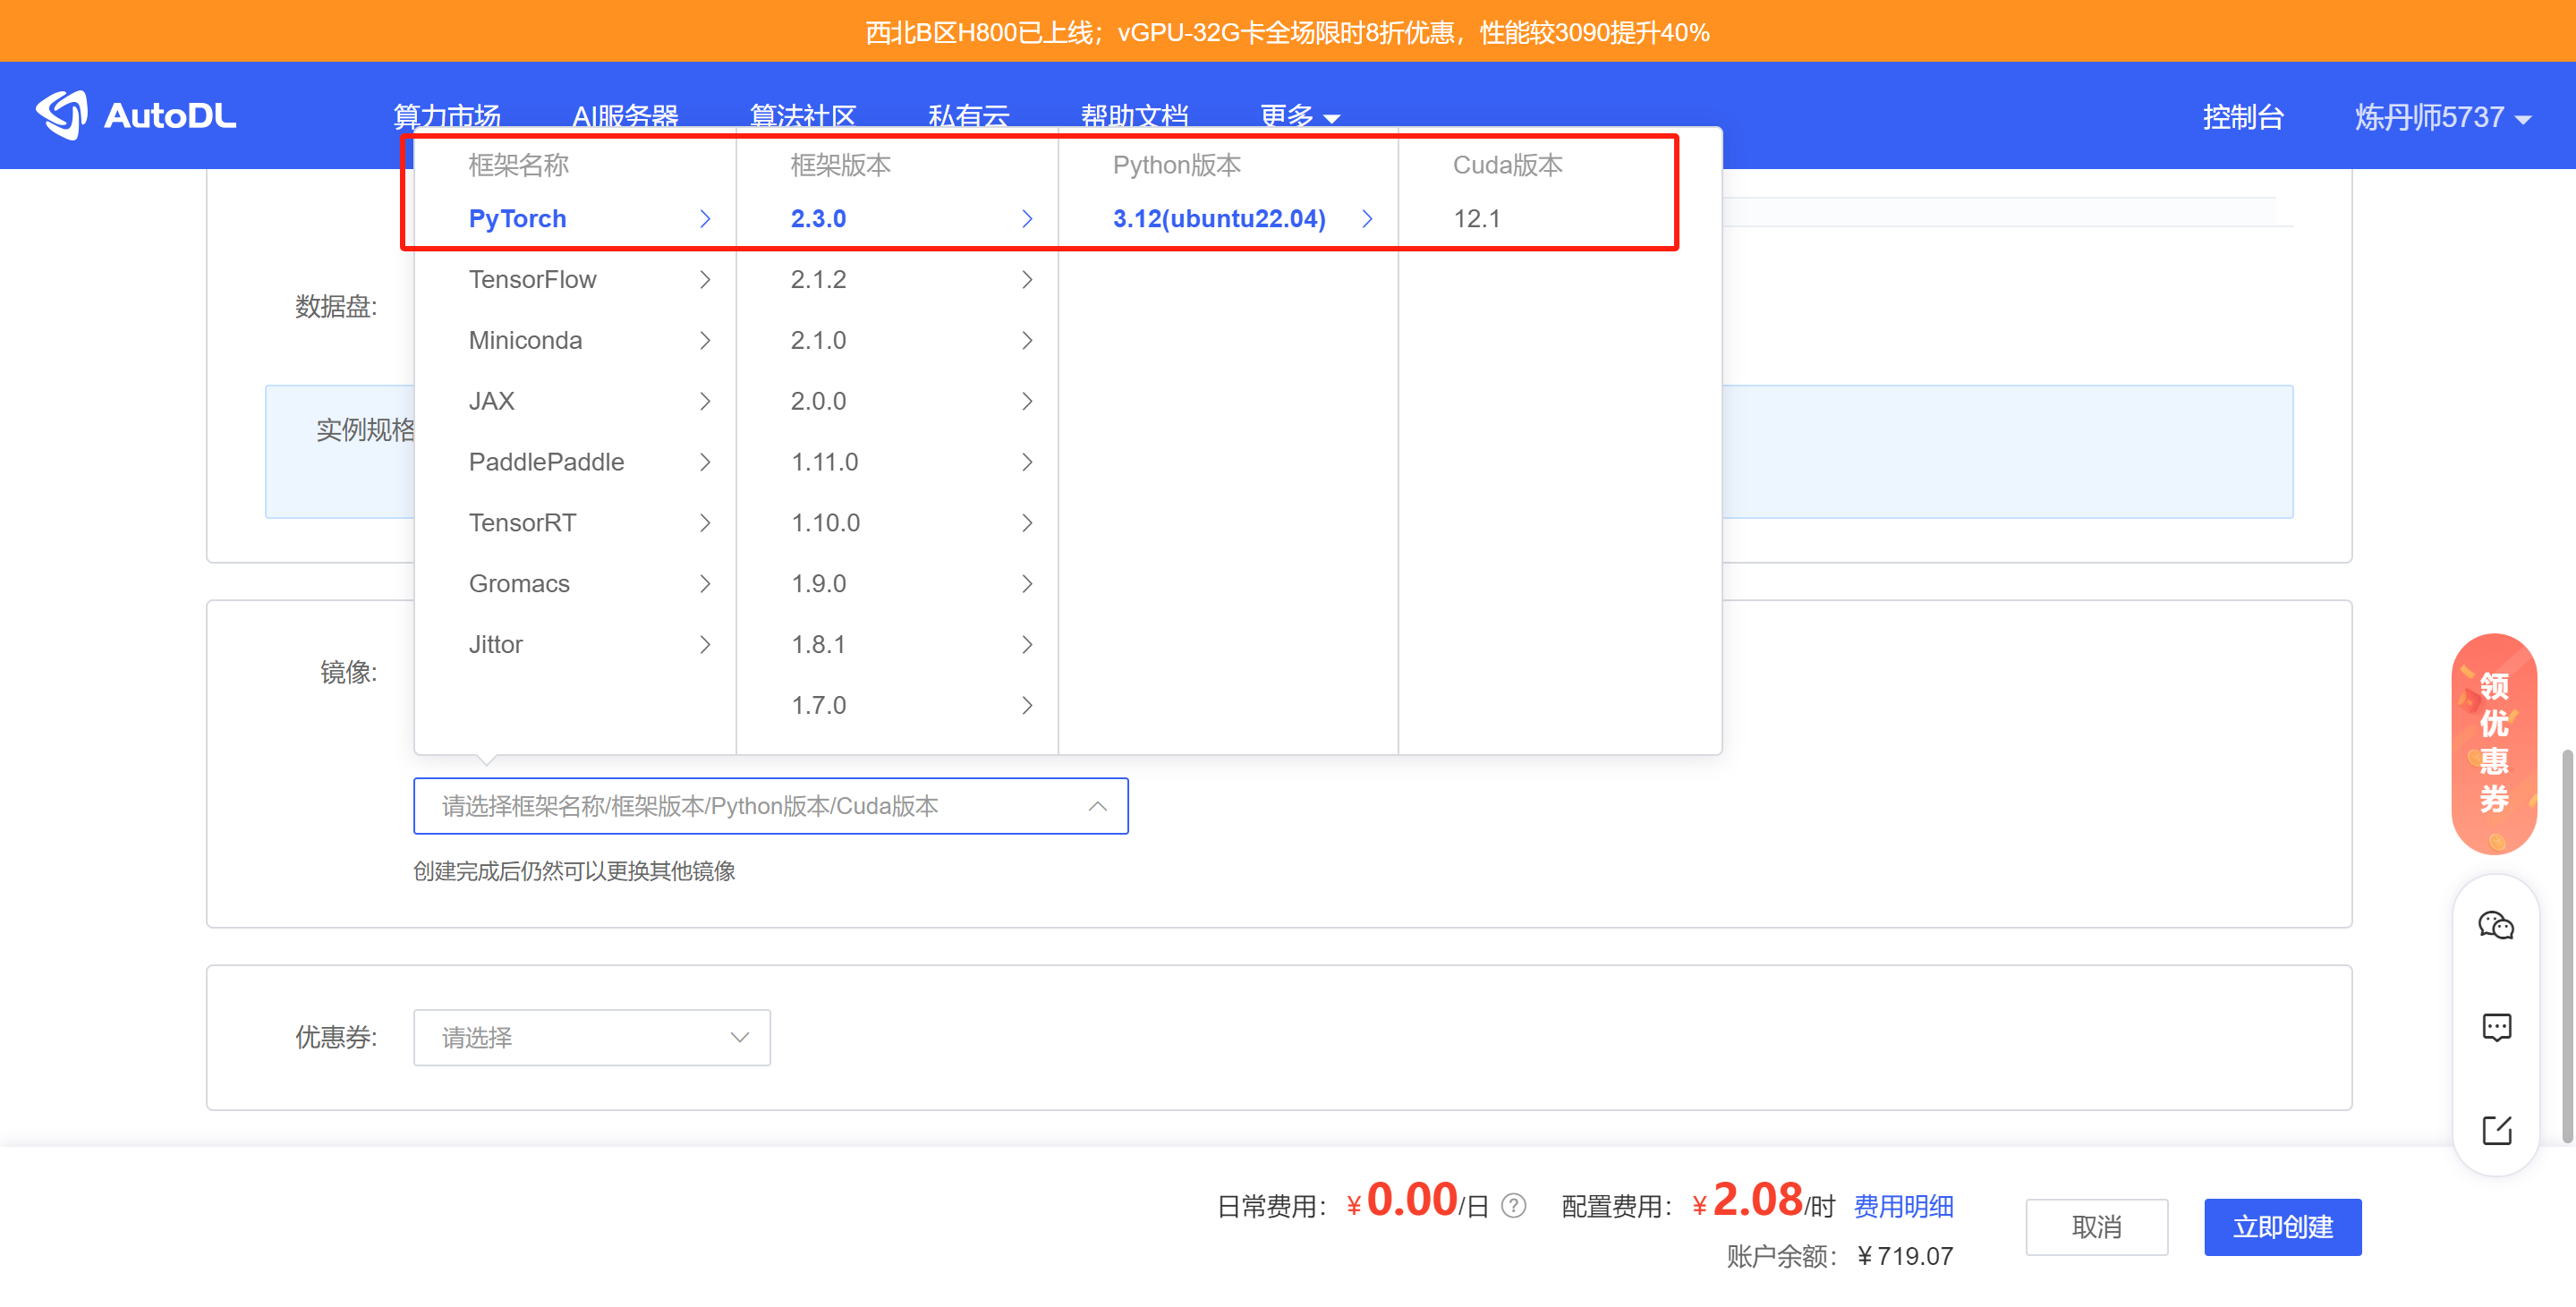 西北B区H800已上线；vGPU-32G卡全场限时8折优惠，性能较3090提升40%
AutoDL
算力市场 AI服务器 算法社区 私有云 帮助文档 更多 控制台 炼丹师5737
框架名称 框架版本 Python版本 Cuda版本
PyTorch 2.3.0 3.12(ubuntu22.04) 12.1
TensorFlow 2.1.2
数据盘:
Miniconda 2.1.0
JAX 2.0.0
实例规格
PaddlePaddle 1.11.0
TensorRT 1.10.0
Gromacs 1.9.0
Jittor 1.8.1
镜像:
1.7.0
请选择框架名称/框架版本/Python版本/Cuda版本
创建完成后仍然可以更换其他镜像
领优惠券
优惠券: 请选择
日常费用： ¥0.00/日 ? 配置费用： ¥2.08/时 费用明细
账户余额： ¥719.07
取消 立即创建